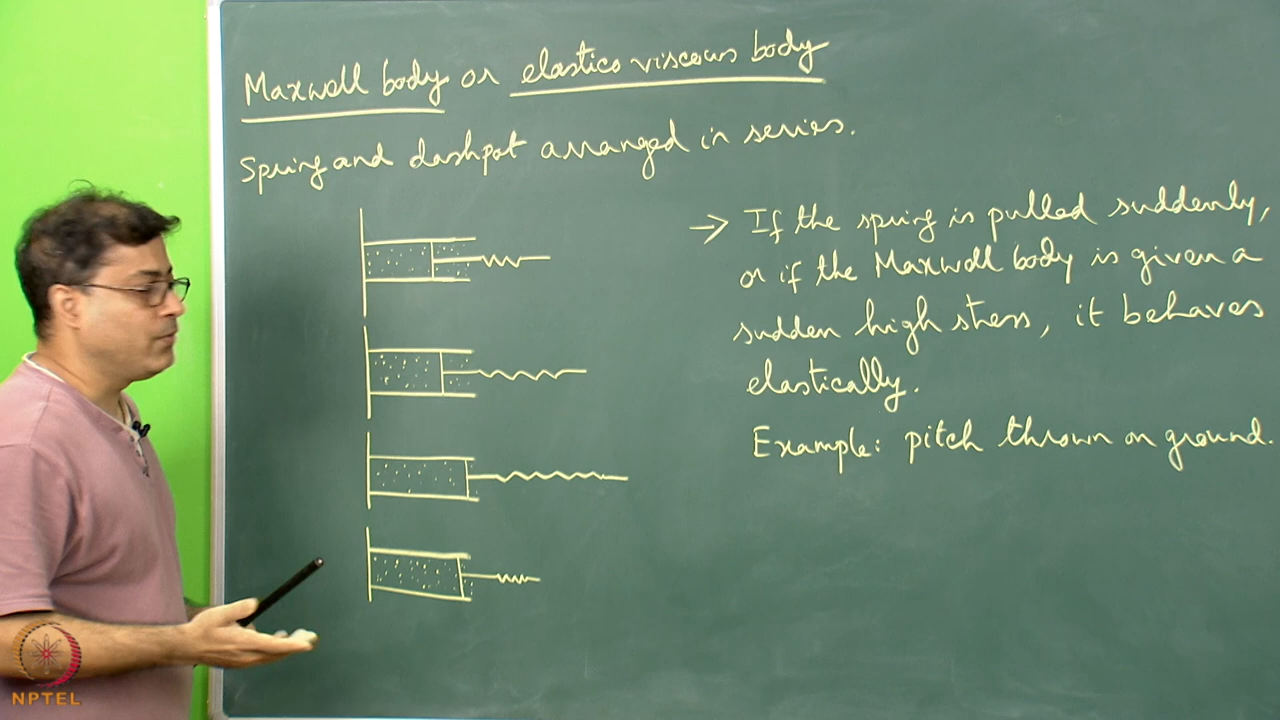 Maxwell body or elastico viscous body
Spring and dashpot arranged in series.
→ If the spring is pulled suddenly,
or if the Maxwell body is given a
sudden high stress, it behaves
elastically.
Example: pitch thrown on ground.
NPTEL